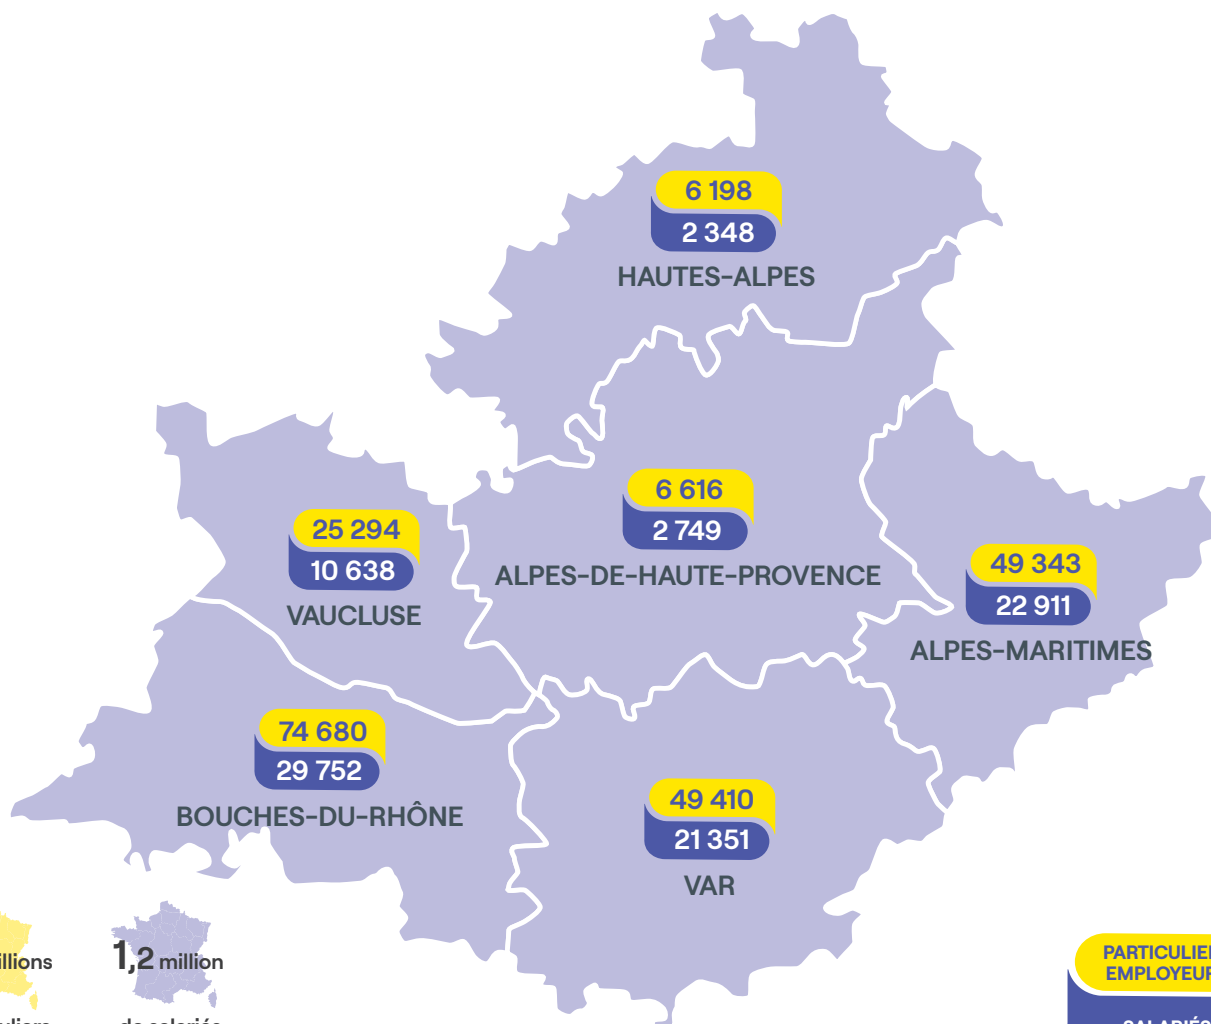 6 198
2 348
HAUTES-ALPES
6 616
2 749
ALPES-DE-HAUTE-PROVENCE
25 294
10 638
VAUCLUSE
49 343
22 911
ALPES-MARITIMES
74 680
29 752
BOUCHES-DU-RHÔNE
49 410
21 351
VAR
1,2 million